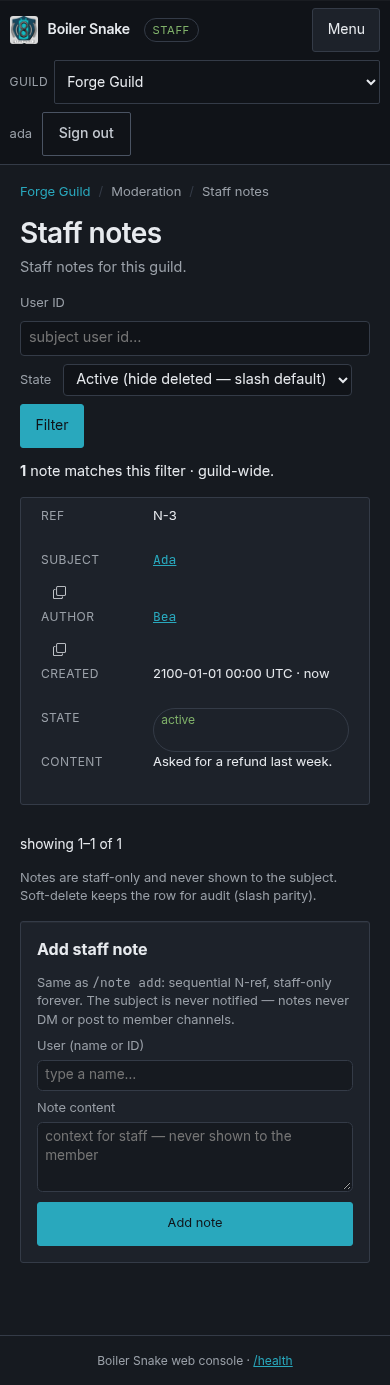 Boiler Snake STAFF Menu
GUILD Forge Guild
ada Sign out
Forge Guild / Moderation / Staff notes
Staff notes
Staff notes for this guild.
User ID
subject user id...
State Active (hide deleted — slash default)
Filter
1 note matches this filter · guild-wide.
REF N-3
SUBJECT Ada
AUTHOR Bea
CREATED 2100-01-01 00:00 UTC · now
STATE active
CONTENT Asked for a refund last week.
showing 1–1 of 1
Notes are staff-only and never shown to the subject.
Soft-delete keeps the row for audit (slash parity).
Add staff note
Same as /note add: sequential N-ref, staff-only
forever. The subject is never notified — notes never
DM or post to member channels.
User (name or ID)
type a name...
Note content
context for staff — never shown to the
member
Add note
Boiler Snake web console · /health